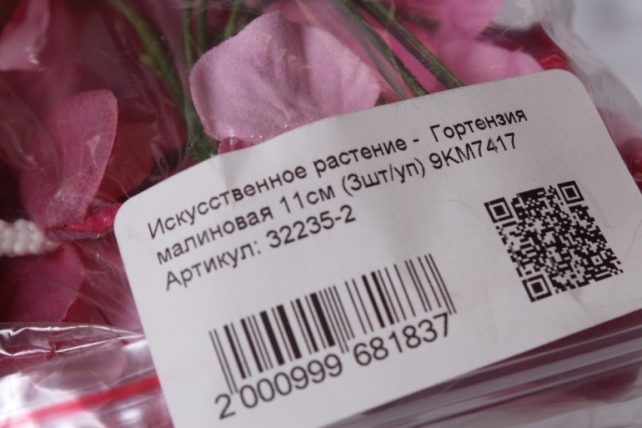 Искусственное растение - Гортензия
малиновая 11см (3шт/уп) 9КМ7417
Артикул: 32235-2
2 000999 681837